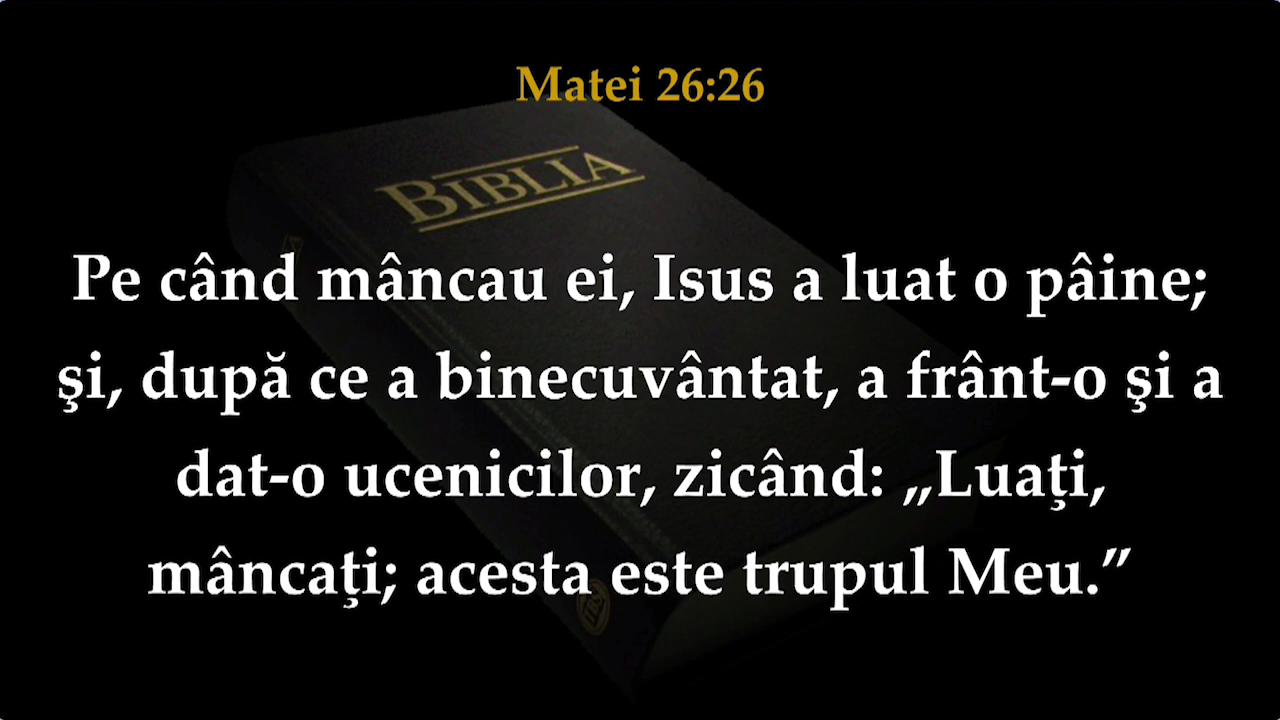 Matei 26:26
BIBLIA
Pe când mâncau ei, Isus a luat o pâine;
şi, după ce a binecuvântat, a frânt-o şi a
dat-o ucenicilor, zicând: „Luaţi,
mâncaţi; acesta este trupul Meu.”